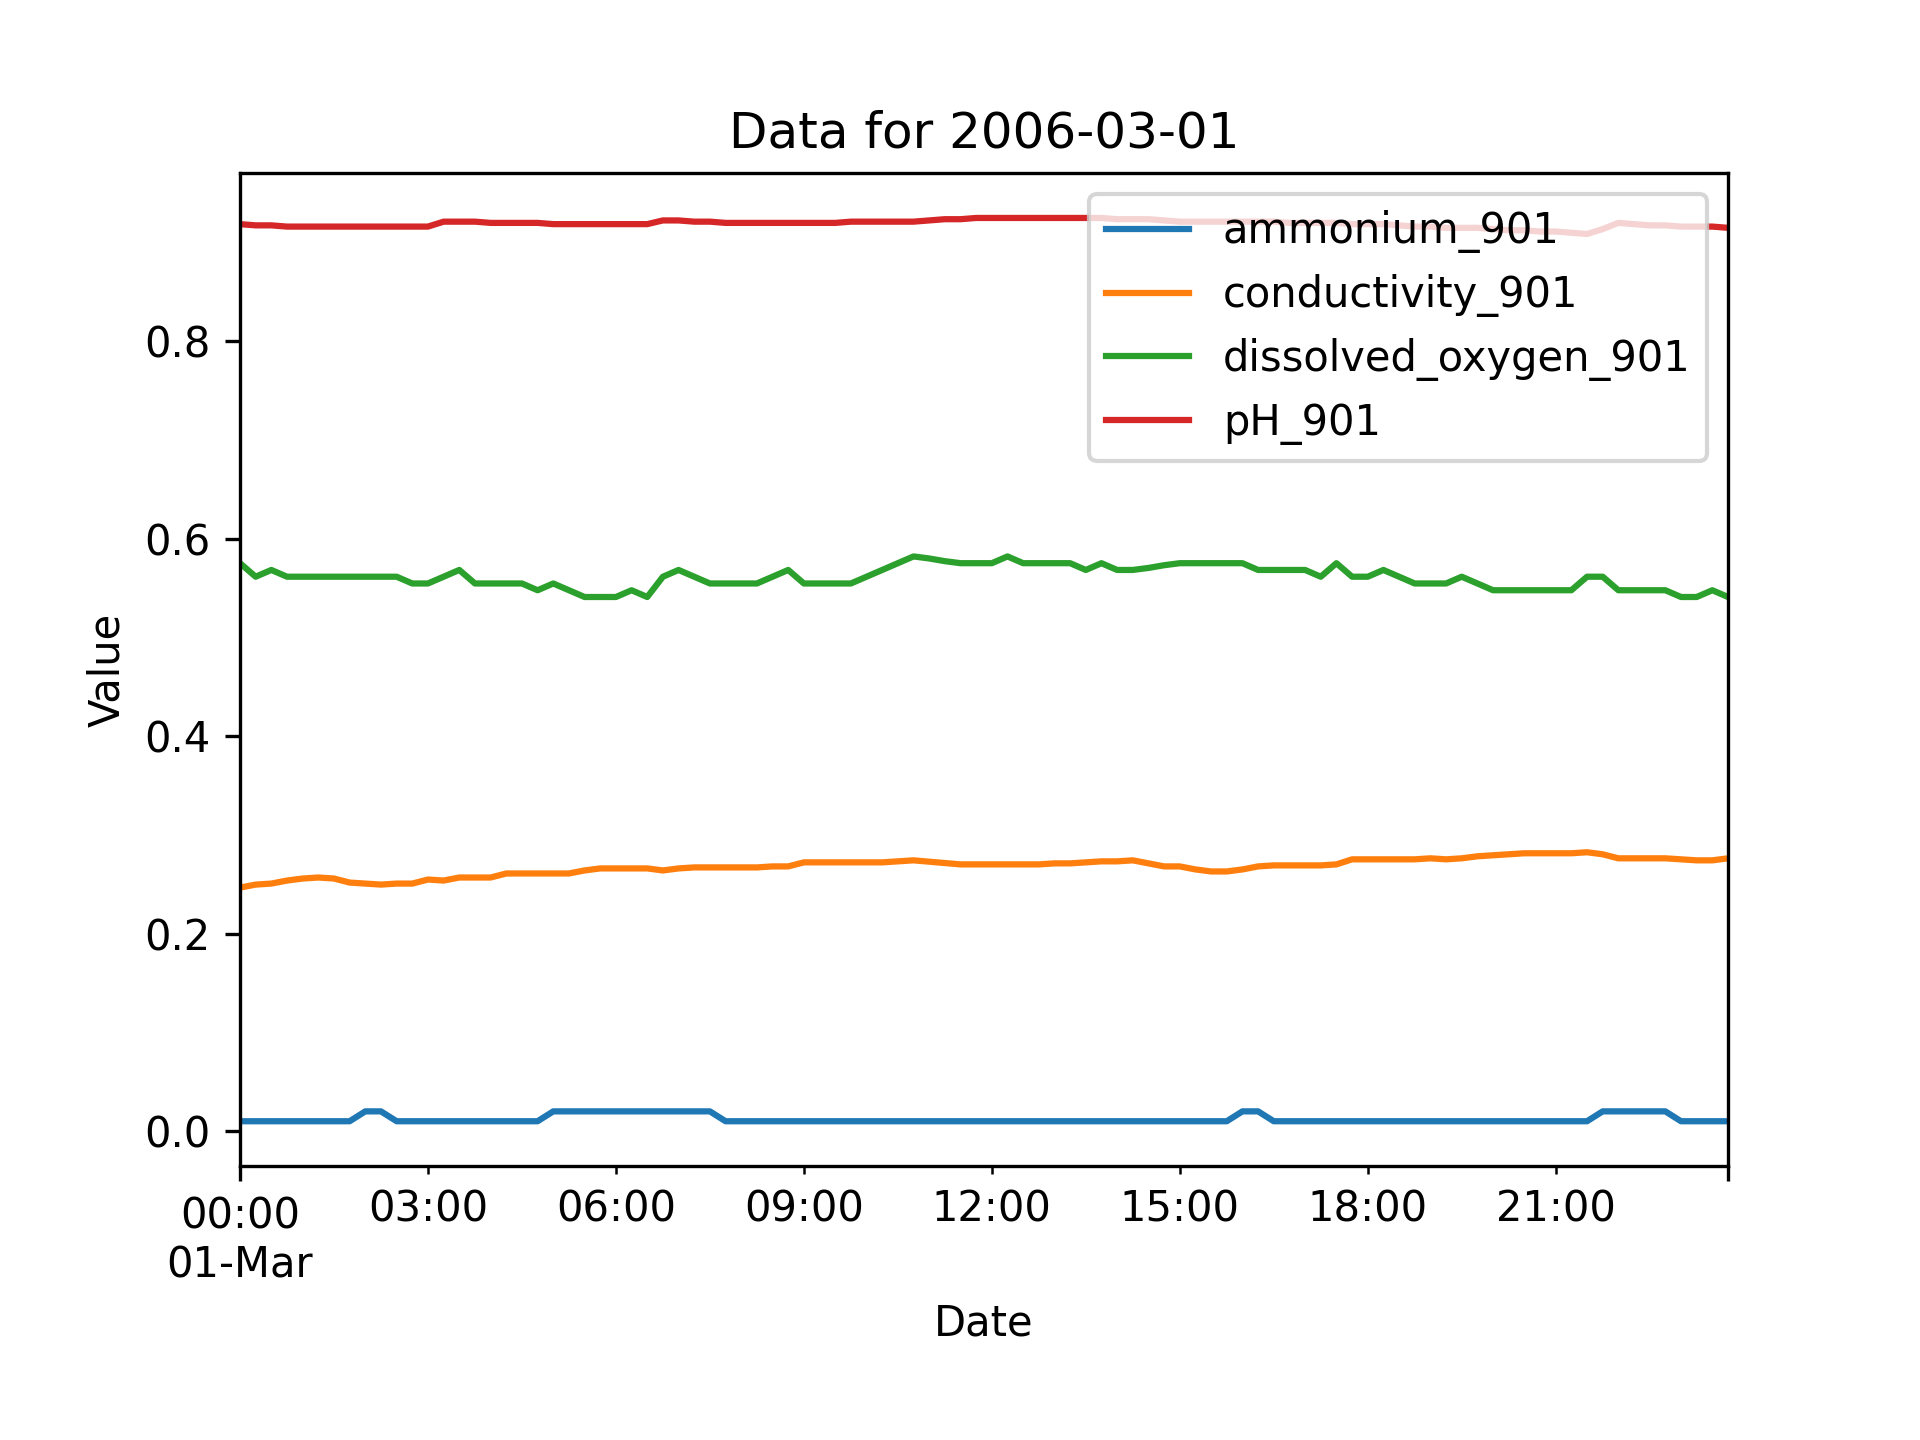 Data for 2006-03-01
ammonium_901
conductivity_901
dissolved_oxygen_901
pH_901
0.8
0.6
0.4
0.2
0.0
Value
00:00 03:00 06:00 09:00 12:00 15:00 18:00 21:00
01-Mar
Date